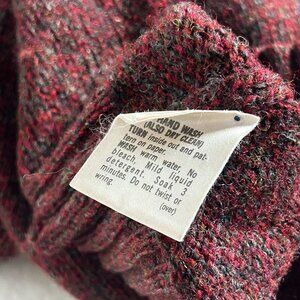 HAND WASH
(ALSO DRY CLEAN)
TURN inside out and pat-
tern on paper.
WASH warm water. No
bleach. Mild liquid
detergent. Soak 3
minutes. Do not twist or
wring.
(over)